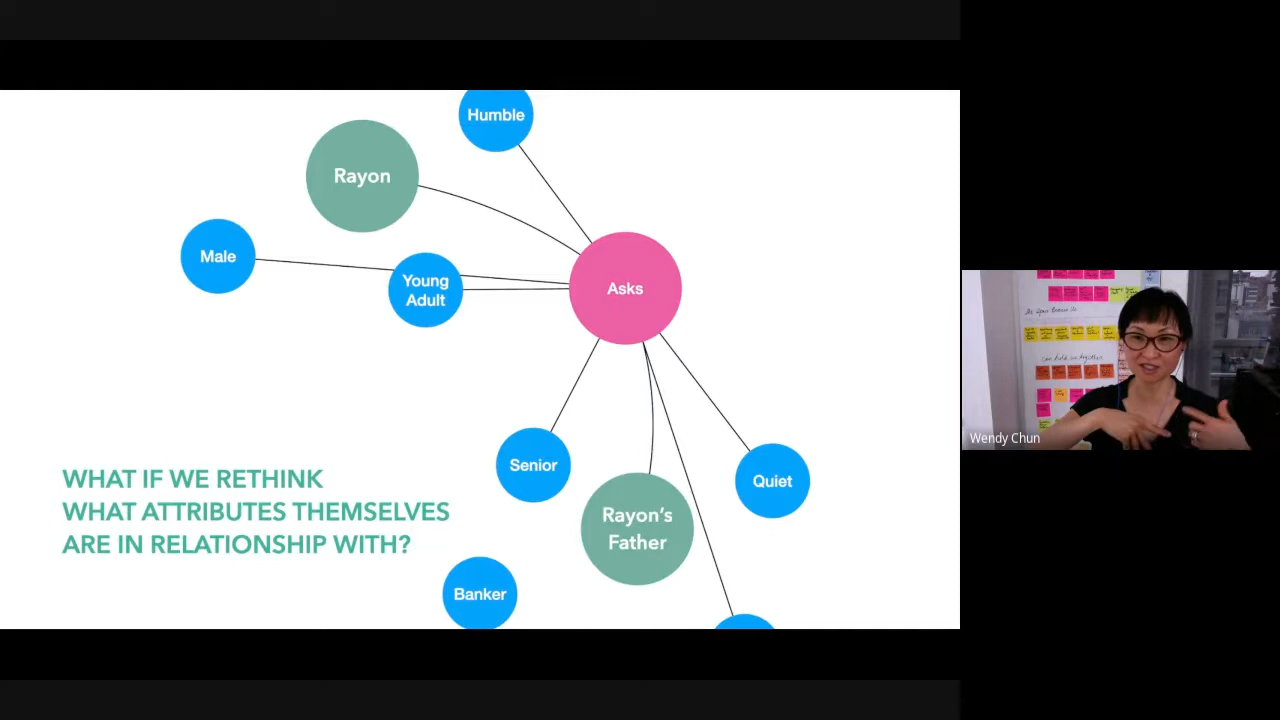 Humble
Rayon
Male
Young
Adult
Asks
Senior
Quiet
Rayon's
Father
Banker
WHAT IF WE RETHINK
WHAT ATTRIBUTES THEMSELVES
ARE IN RELATIONSHIP WITH?
Wendy Chun